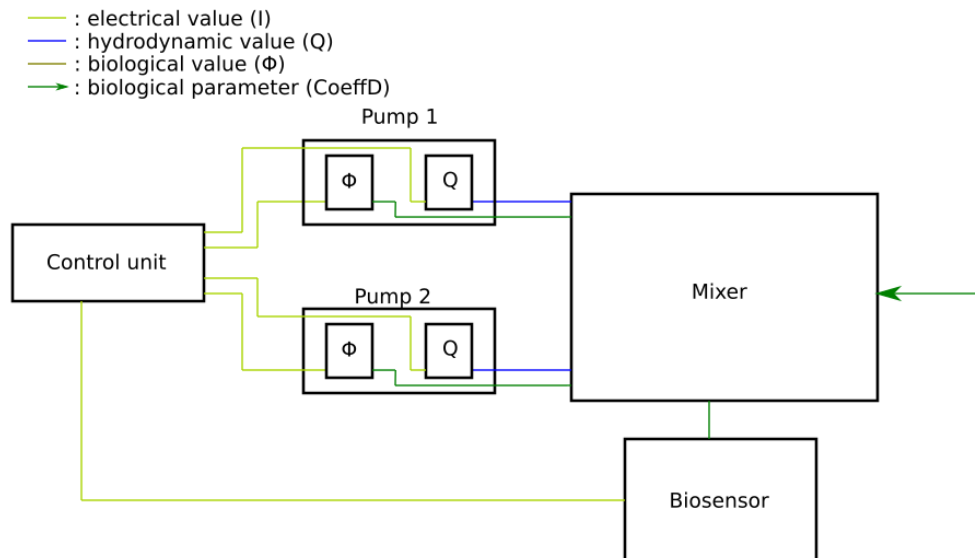 : electrical value (I)
: hydrodynamic value (Q)
: biological value (Φ)
: biological parameter (CoeffD)
Pump 1
Φ
Q
Control unit
Mixer
Pump 2
Φ
Q
Biosensor